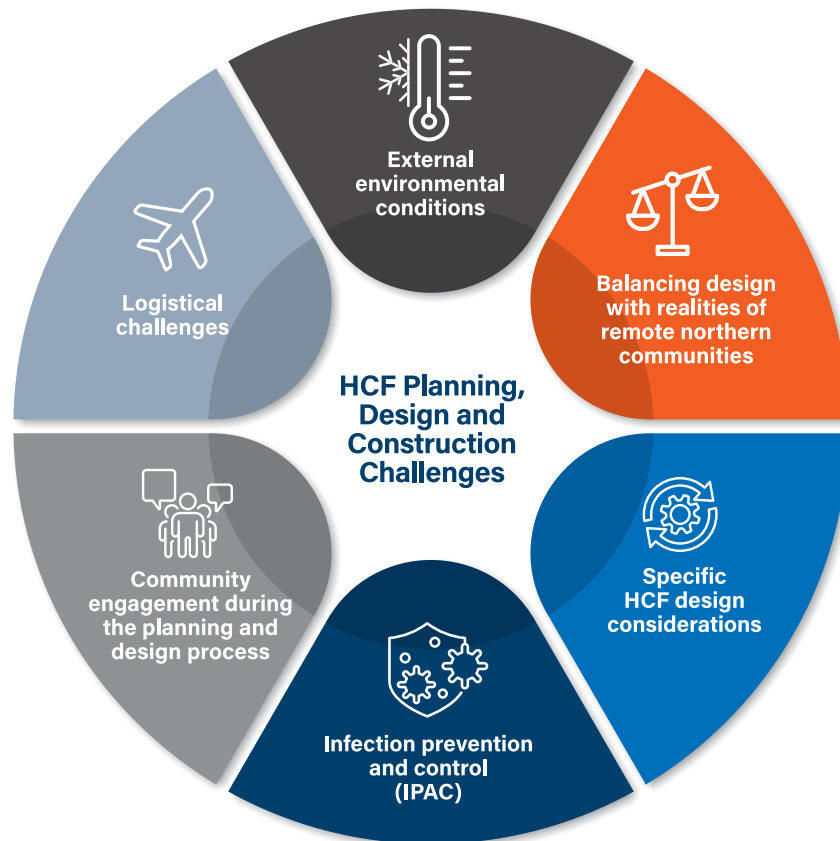 External
environmental
conditions
Balancing design
with realities of
remote northern
communities
Specific
HCF design
considerations
Infection prevention
and control
(IPAC)
Community
engagement during
the planning and
design process
Logistical
challenges
HCF Planning,
Design and
Construction
Challenges